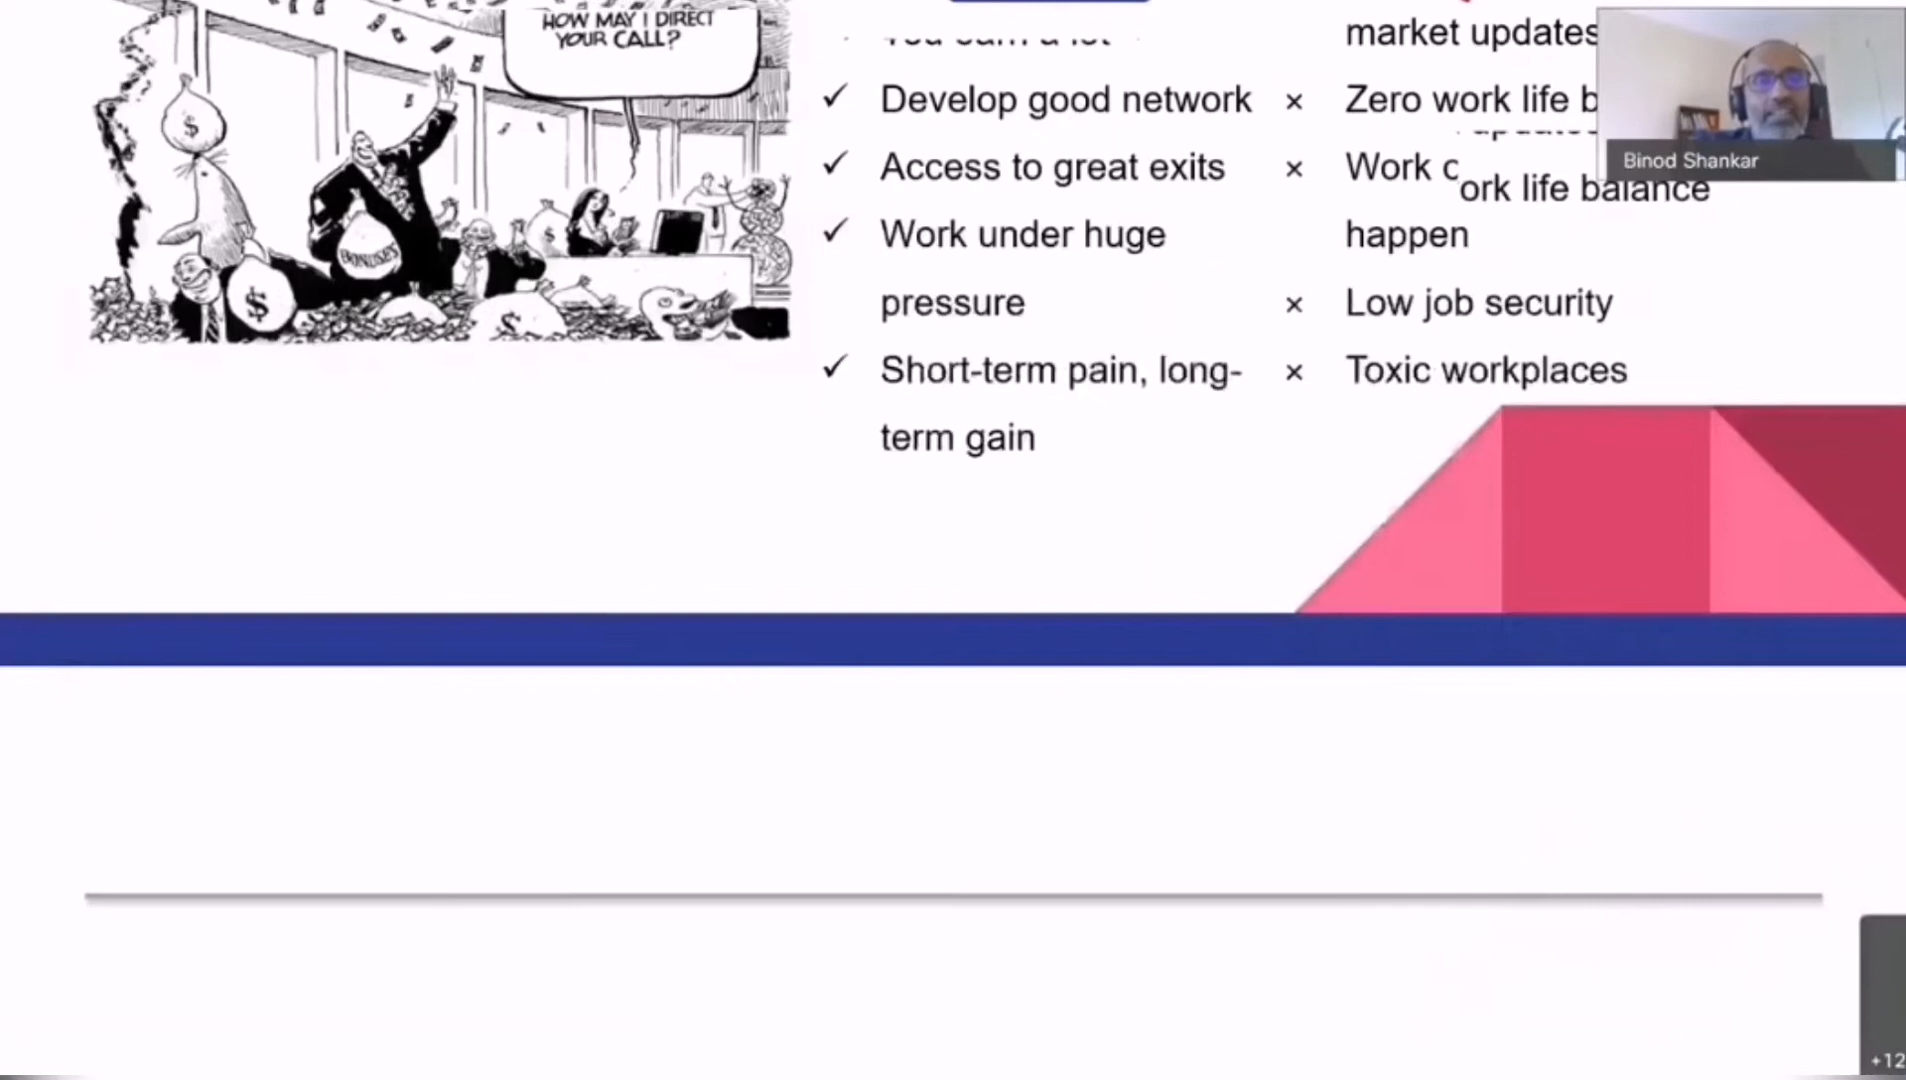 HOW MAY I DIRECT
YOUR CALL?
$
BONUSES
$
$
$
✓ Develop good network
✓ Access to great exits
✓ Work under huge
pressure
✓ Short-term pain, long-
term gain
market updates
× Zero work life b
× Work
ork life balance
happen
× Low job security
× Toxic workplaces
Binod Shankar
+12